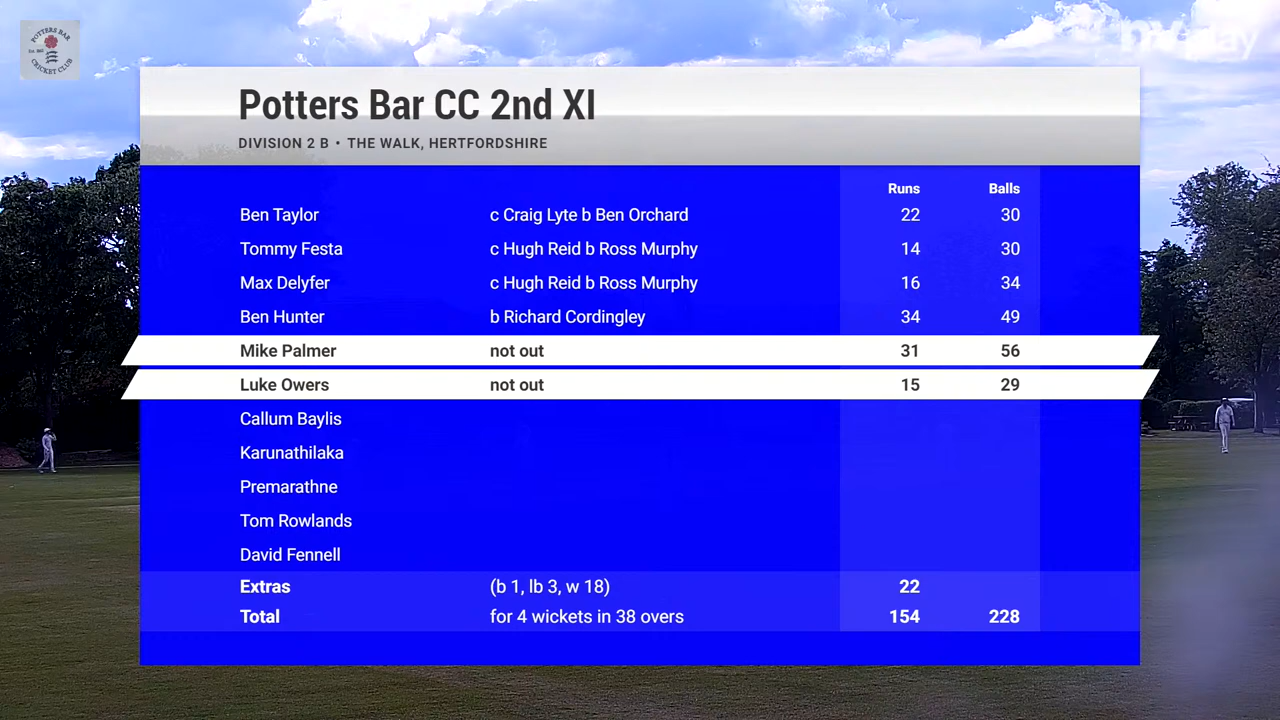 POTTERS BAR
CRICKET CLUB
Potters Bar CC 2nd XI
DIVISION 2 B • THE WALK, HERTFORDSHIRE
Runs Balls
Ben Taylor c Craig Lyte b Ben Orchard 22 30
Tommy Festa c Hugh Reid b Ross Murphy 14 30
Max Delyfer c Hugh Reid b Ross Murphy 16 34
Ben Hunter b Richard Cordingley 34 49
Mike Palmer not out 31 56
Luke Owers not out 15 29
Callum Baylis
Karunathilaka
Premarathne
Tom Rowlands
David Fennell
Extras (b 1, lb 3, w 18) 22
Total for 4 wickets in 38 overs 154 228